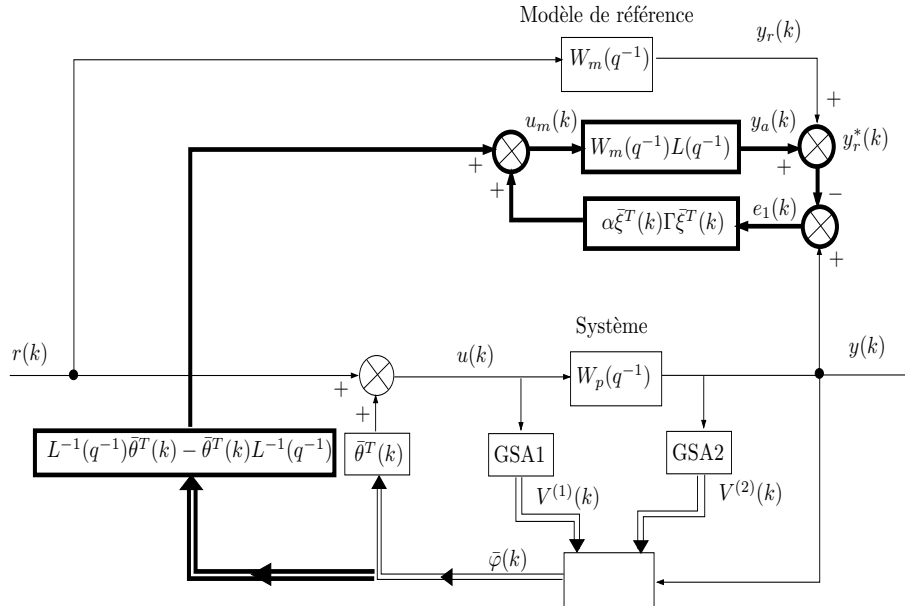 Modèle de référence
y_r(k)
W_m(q^{-1})
+
u_m(k)
y_a(k)
W_m(q^{-1})L(q^{-1})
y_r^*(k)
+
+
+
−
e_1(k)
αξ̄^T(k)Γξ̄^T(k)
+
Système
r(k)
u(k)
y(k)
W_p(q^{-1})
+
+
L^{-1}(q^{-1})θ̄^T(k) − θ̄^T(k)L^{-1}(q^{-1})
θ̄^T(k)
GSA1
GSA2
V^{(1)}(k)
V^{(2)}(k)
φ̄(k)